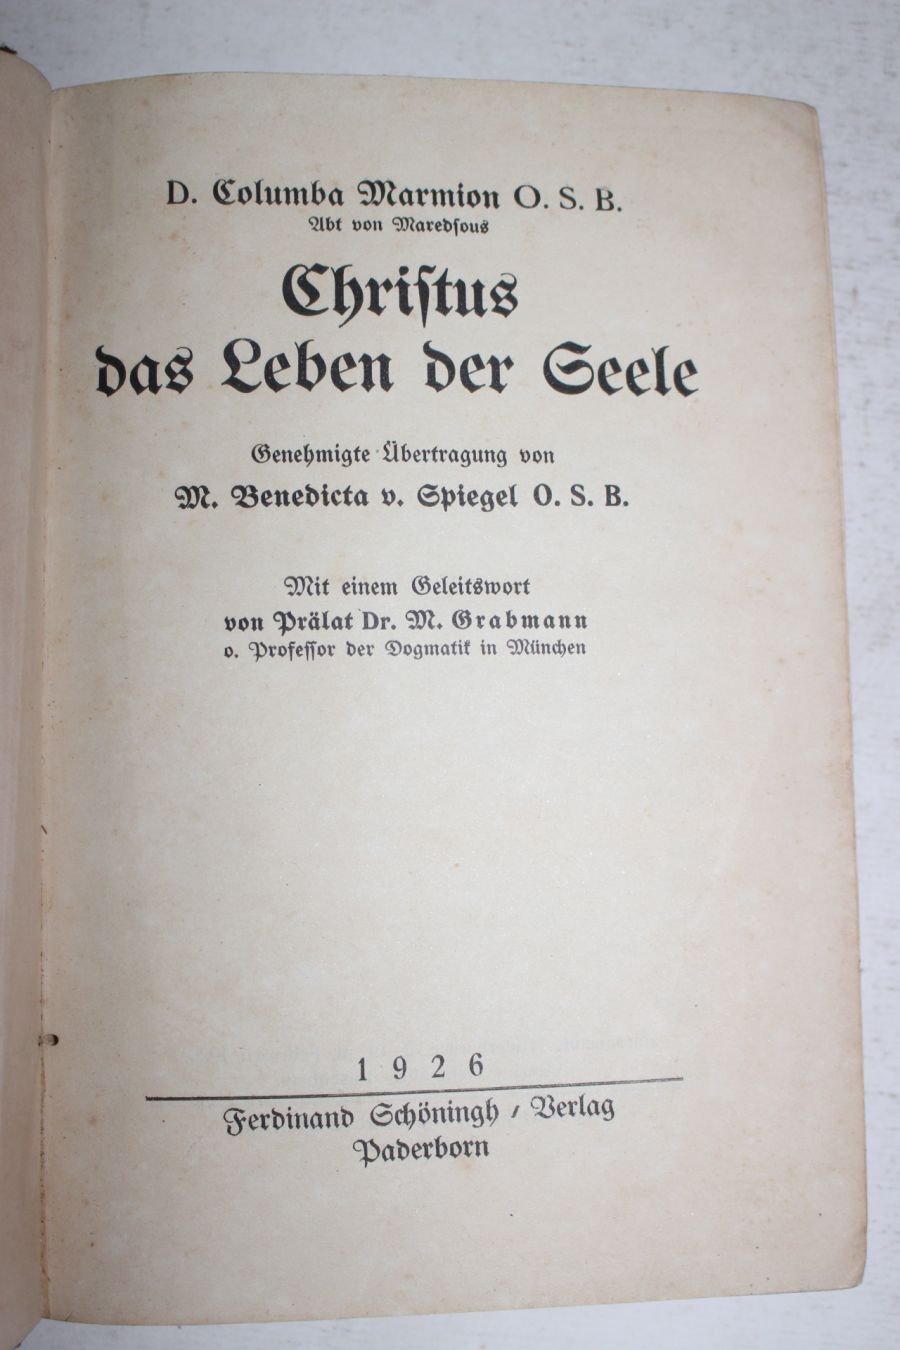 D. Columba Marmion O. S. B.
Abt von Maredſous
Chriſtus
das Leben der Seele
Genehmigte Übertragung von
M. Benedicta v. Spiegel O. S. B.
Mit einem Geleitswort
von Prälat Dr. M. Grabmann
o. Profeſſor der Dogmatik in München
1926
Ferdinand Schöningh / Verlag
Paderborn